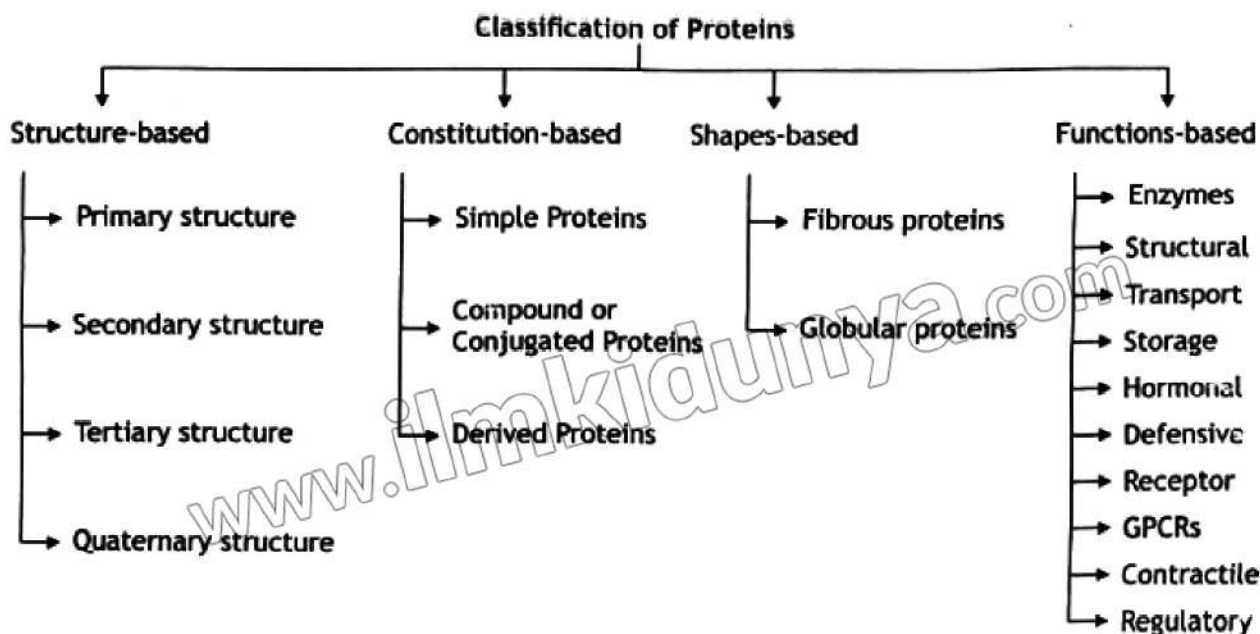 Classification of Proteins
Structure-based
Primary structure
Secondary structure
Tertiary structure
Quaternary structure
Constitution-based
Simple Proteins
Compound or
Conjugated Proteins
Derived Proteins
Shapes-based
Fibrous proteins
Globular proteins
Functions-based
Enzymes
Structural
Transport
Storage
Hormonal
Defensive
Receptor
GPCRs
Contractile
Regulatory
www.ilmkidunya.com